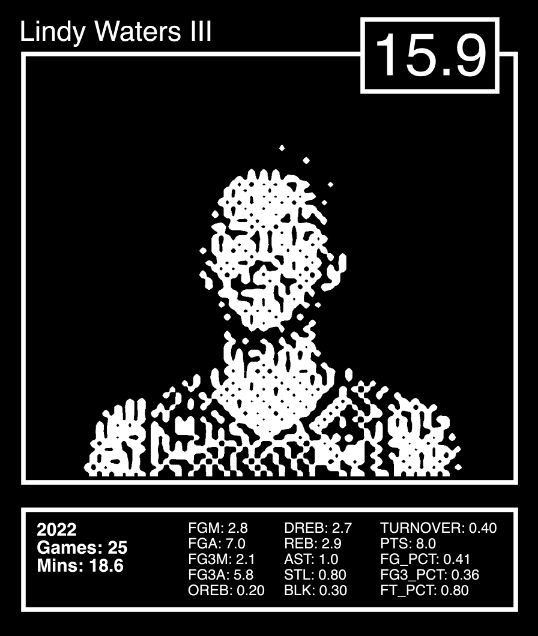 Lindy Waters III
15.9
2022
Games: 25
Mins: 18.6
FGM: 2.8
FGA: 7.0
FG3M: 2.1
FG3A: 5.8
OREB: 0.20
DREB: 2.7
REB: 2.9
AST: 1.0
STL: 0.80
BLK: 0.30
TURNOVER: 0.40
PTS: 8.0
FG_PCT: 0.41
FG3_PCT: 0.36
FT_PCT: 0.80